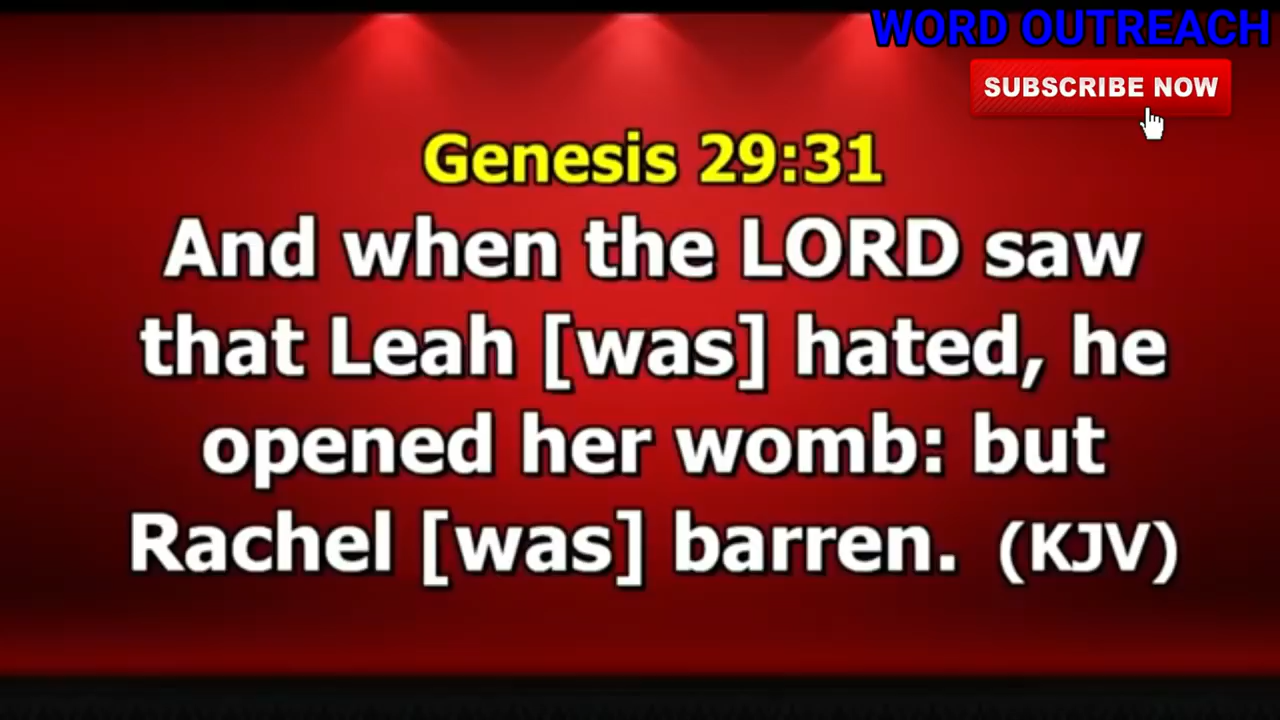 WORD OUTREACH
SUBSCRIBE NOW
Genesis 29:31
And when the LORD saw
that Leah [was] hated, he
opened her womb: but
Rachel [was] barren. (KJV)